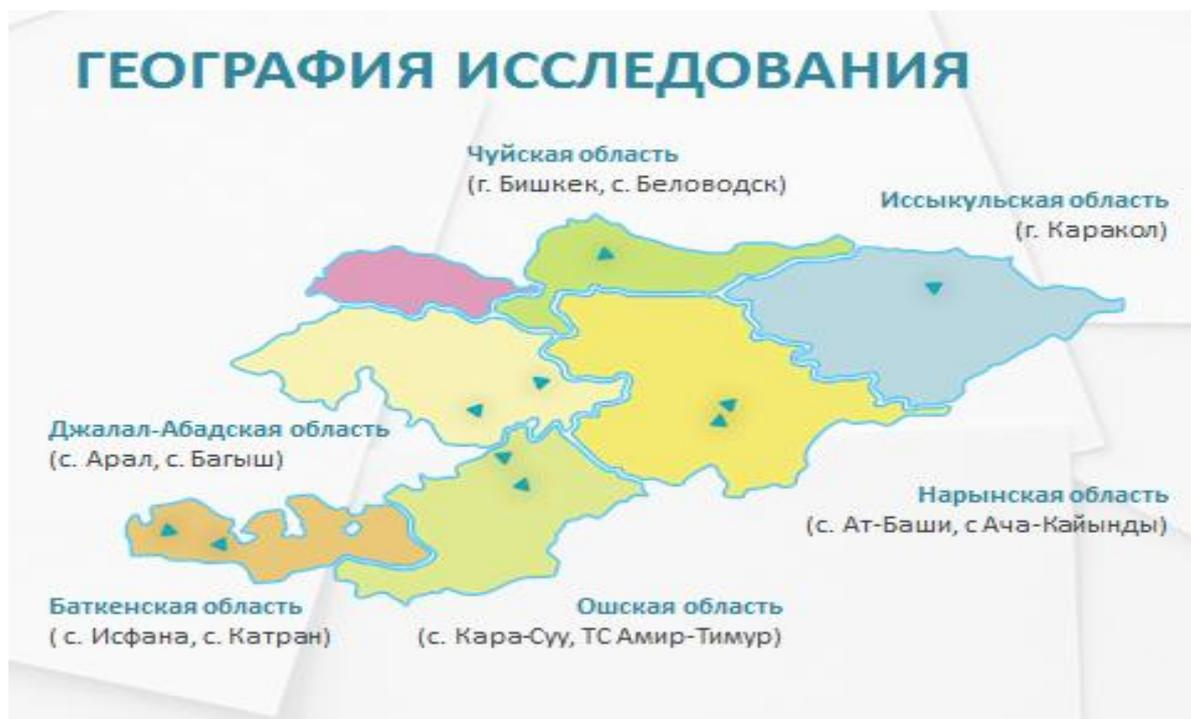 ГЕОГРАФИЯ ИССЛЕДОВАНИЯ
Чуйская область
(г. Бишкек, с. Беловодск)
Иссыкульская область
(г. Каракол)
Джалал-Абадская область
(с. Арал, с. Багыш)
Нарынская область
(с. Ат-Баши, с Ача-Кайынды)
Баткенская область
( с. Исфана, с. Катран)
Ошская область
(с. Кара-Суу, ТС Амир-Тимур)